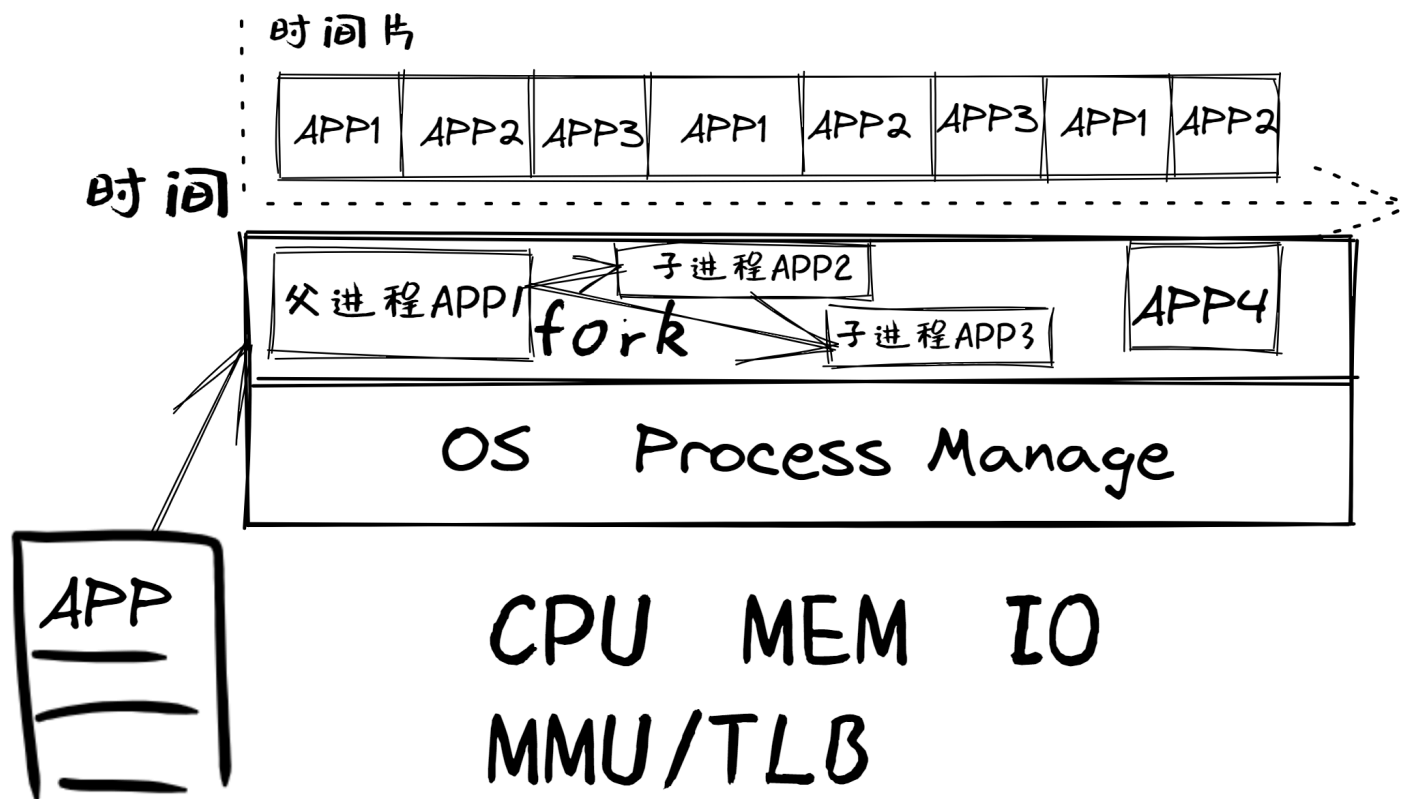 时间片
APP1 APP2 APP3 APP1 APP2 APP3 APP1 APP2
时间
父进程APP1 子进程APP2 APP4
fork 子进程APP3
OS Process Manage
APP
CPU MEM IO
MMU/TLB